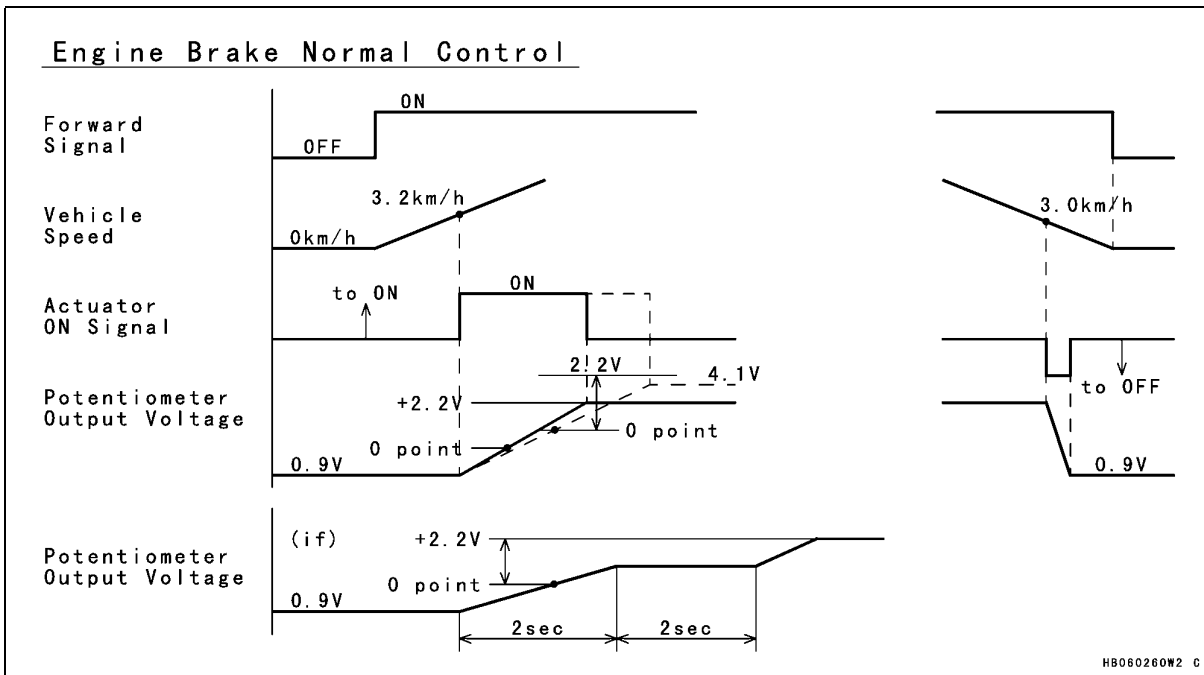 Engine Brake Normal Control
Forward
Signal
OFF
ON
Vehicle
Speed
0km/h
3.2km/h
3.0km/h
Actuator
ON Signal
to ON
ON
to OFF
Potentiometer
Output Voltage
0.9V
+2.2V
0 point
2.2V
0 point
4.1V
0.9V
Potentiometer
Output Voltage
(if)
0.9V
+2.2V
0 point
2sec
2sec
HB060260W2 C